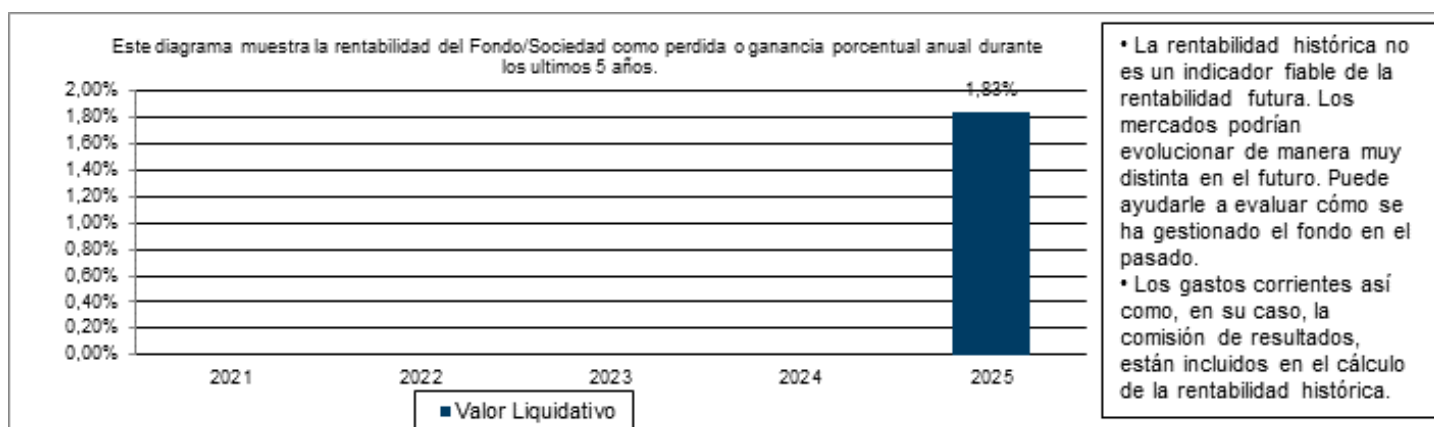 Este diagrama muestra la rentabilidad del Fondo/Sociedad como perdida o ganancia porcentual anual durante
los ultimos 5 años.
2,00%
1,80%
1,60%
1,40%
1,20%
1,00%
0,80%
0,60%
0,40%
0,20%
0,00%
1,83%
2021 2022 2023 2024 2025
Valor Liquidativo
• La rentabilidad histórica no
es un indicador fiable de la
rentabilidad futura. Los
mercados podrían
evolucionar de manera muy
distinta en el futuro. Puede
ayudarle a evaluar cómo se
ha gestionado el fondo en el
pasado.
• Los gastos corrientes así
como, en su caso, la
comisión de resultados,
están incluidos en el cálculo
de la rentabilidad histórica.